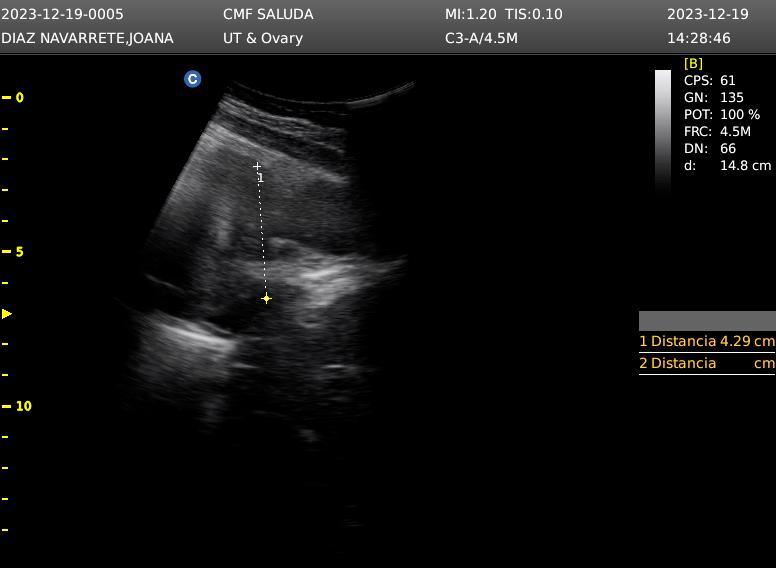 2023-12-19-0005 CMF SALUDA MI:1.20 TIS:0.10 2023-12-19
DIAZ NAVARRETE,JOANA UT & Ovary C3-A/4.5M 14:28:46
C
[B]
CPS: 61
GN: 135
POT: 100 %
FRC: 4.5M
DN: 66
d: 14.8 cm
0
1
5
10
1 Distancia 4.29 cm
2 Distancia cm